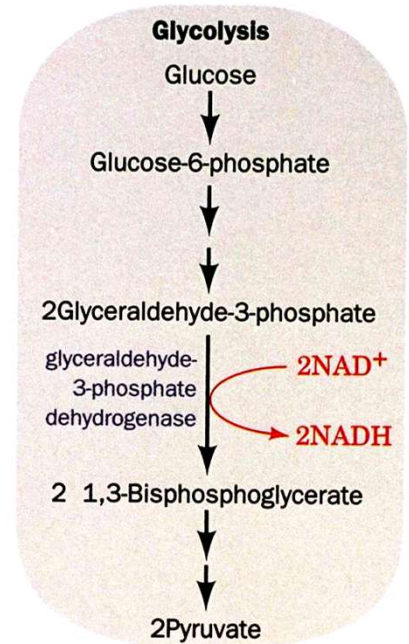 Glycolysis
Glucose
Glucose-6-phosphate
2Glyceraldehyde-3-phosphate
glyceraldehyde-
3-phosphate
dehydrogenase
2NAD⁺
2NADH
2 1,3-Bisphosphoglycerate
2Pyruvate